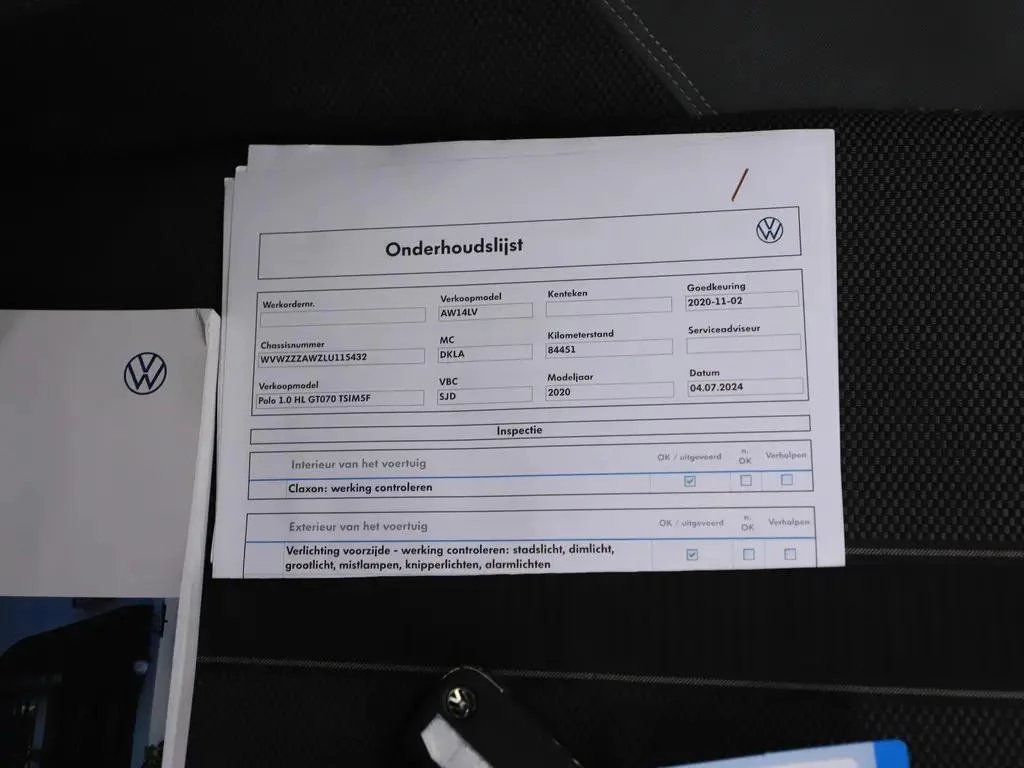 Onderhoudslijst
Werkordernr.
Verkoopmodel
AW14LV
Kenteken
Goedkeuring
2020-11-02
Chassisnummer
WVWZZZAWZLU115432
MC
DKLA
Kilometerstand
84451
Serviceadviseur
Verkoopmodel
Polo 1.0 HL GT070 TSIM5F
VBC
SJD
Modeljaar
2020
Datum
04.07.2024
Inspectie
Interieur van het voertuig OK / uitgevoerd n. OK Verholpen
Claxon: werking controleren
Exterieur van het voertuig OK / uitgevoerd n. OK Verholpen
Verlichting voorzijde - werking controleren: stadslicht, dimlicht,
grootlicht, mistlampen, knipperlichten, alarmlichten